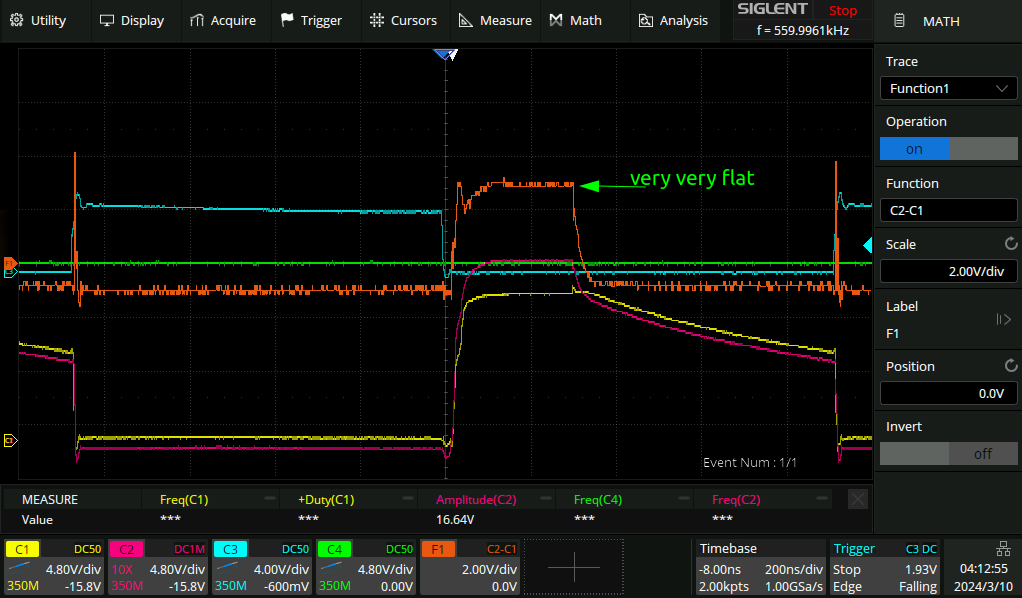 Utility Display Acquire Trigger Cursors Measure Math Analysis SIGLENT Stop MATH
f = 559.9961kHz
Trace
Function1
Operation
on
very very flat
Function
C2-C1
Scale
2.00V/div
Label
F1
Position
0.0V
Invert
off
Event Num : 1/1
MEASURE Freq(C1) +Duty(C1) Amplitude(C2) Freq(C4) Freq(C2)
Value *** *** 16.64V *** ***
C1 DC50 C2 DC1M C3 DC50 C4 DC50 F1 C2-C1 Timebase Trigger C3 DC
4.80V/div 10X 4.80V/div 4.00V/div 4.80V/div 2.00V/div -8.00ns 200ns/div Stop 1.93V 04:12:55
350M -15.8V 350M -15.8V 350M -600mV 350M 0.00V 0.0V 2.00kpts 1.00GSa/s Edge Falling 2024/3/10